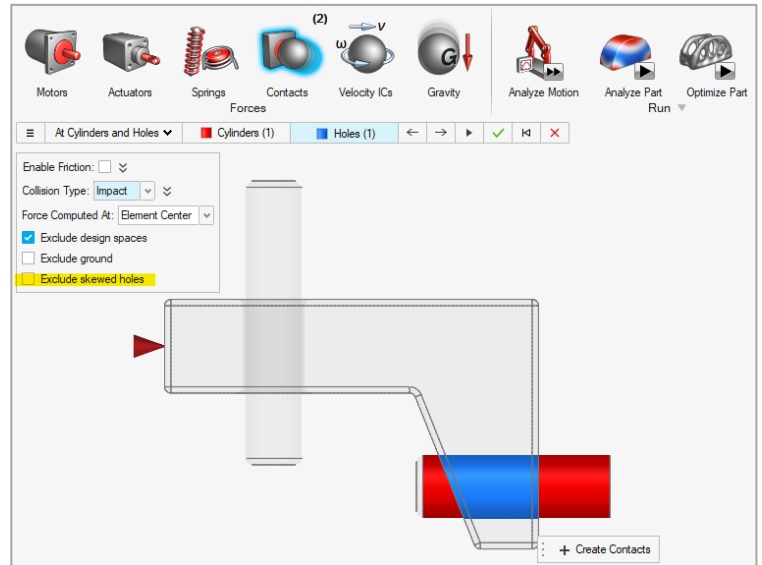 (2)
ω V
G
Motors Actuators Springs Contacts Velocity ICs Gravity Analyze Motion Analyze Part Optimize Part
Forces Run
At Cylinders and Holes Cylinders (1) Holes (1)
Enable Friction:
Collision Type: Impact
Force Computed At: Element Center
Exclude design spaces
Exclude ground
Exclude skewed holes
Create Contacts